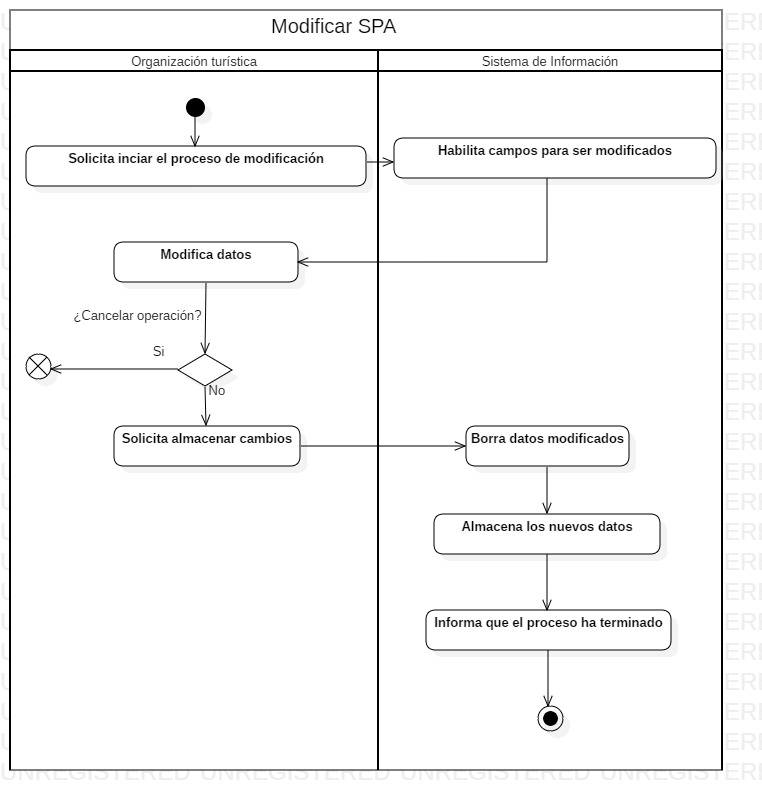 Modificar SPA
Organización turística
Sistema de Información
Solicita inciar el proceso de modificación
Habilita campos para ser modificados
Modifica datos
¿Cancelar operación?
Si
No
Solicita almacenar cambios
Borra datos modificados
Almacena los nuevos datos
Informa que el proceso ha terminado
UNREGISTERED UNREGISTERED UNREGISTERED UNREGI